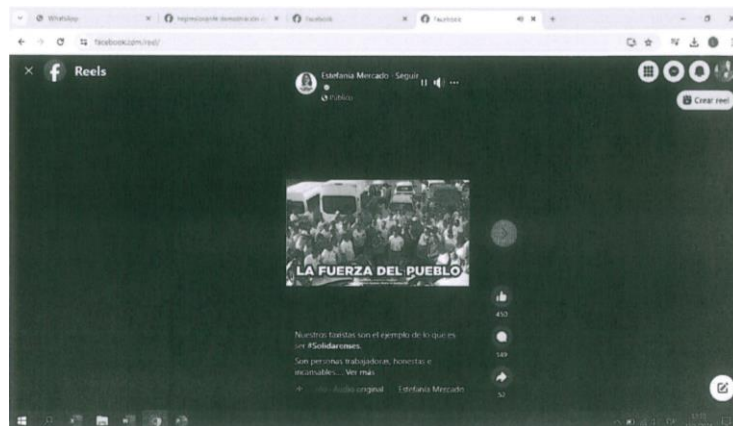 WhatsApp
Facebook
Facebook
facebook.com/reel/
Reels
Estefanía Mercado · Seguir
Público
Crear reel
LA FUERZA DEL PUEBLO
450
149
52
Nuestros taxistas son el ejemplo de lo que es
ser #Solidarenses.
Son personas trabajadoras, honestas e
incansables.... Ver más
Audio original
Estefanía Mercado